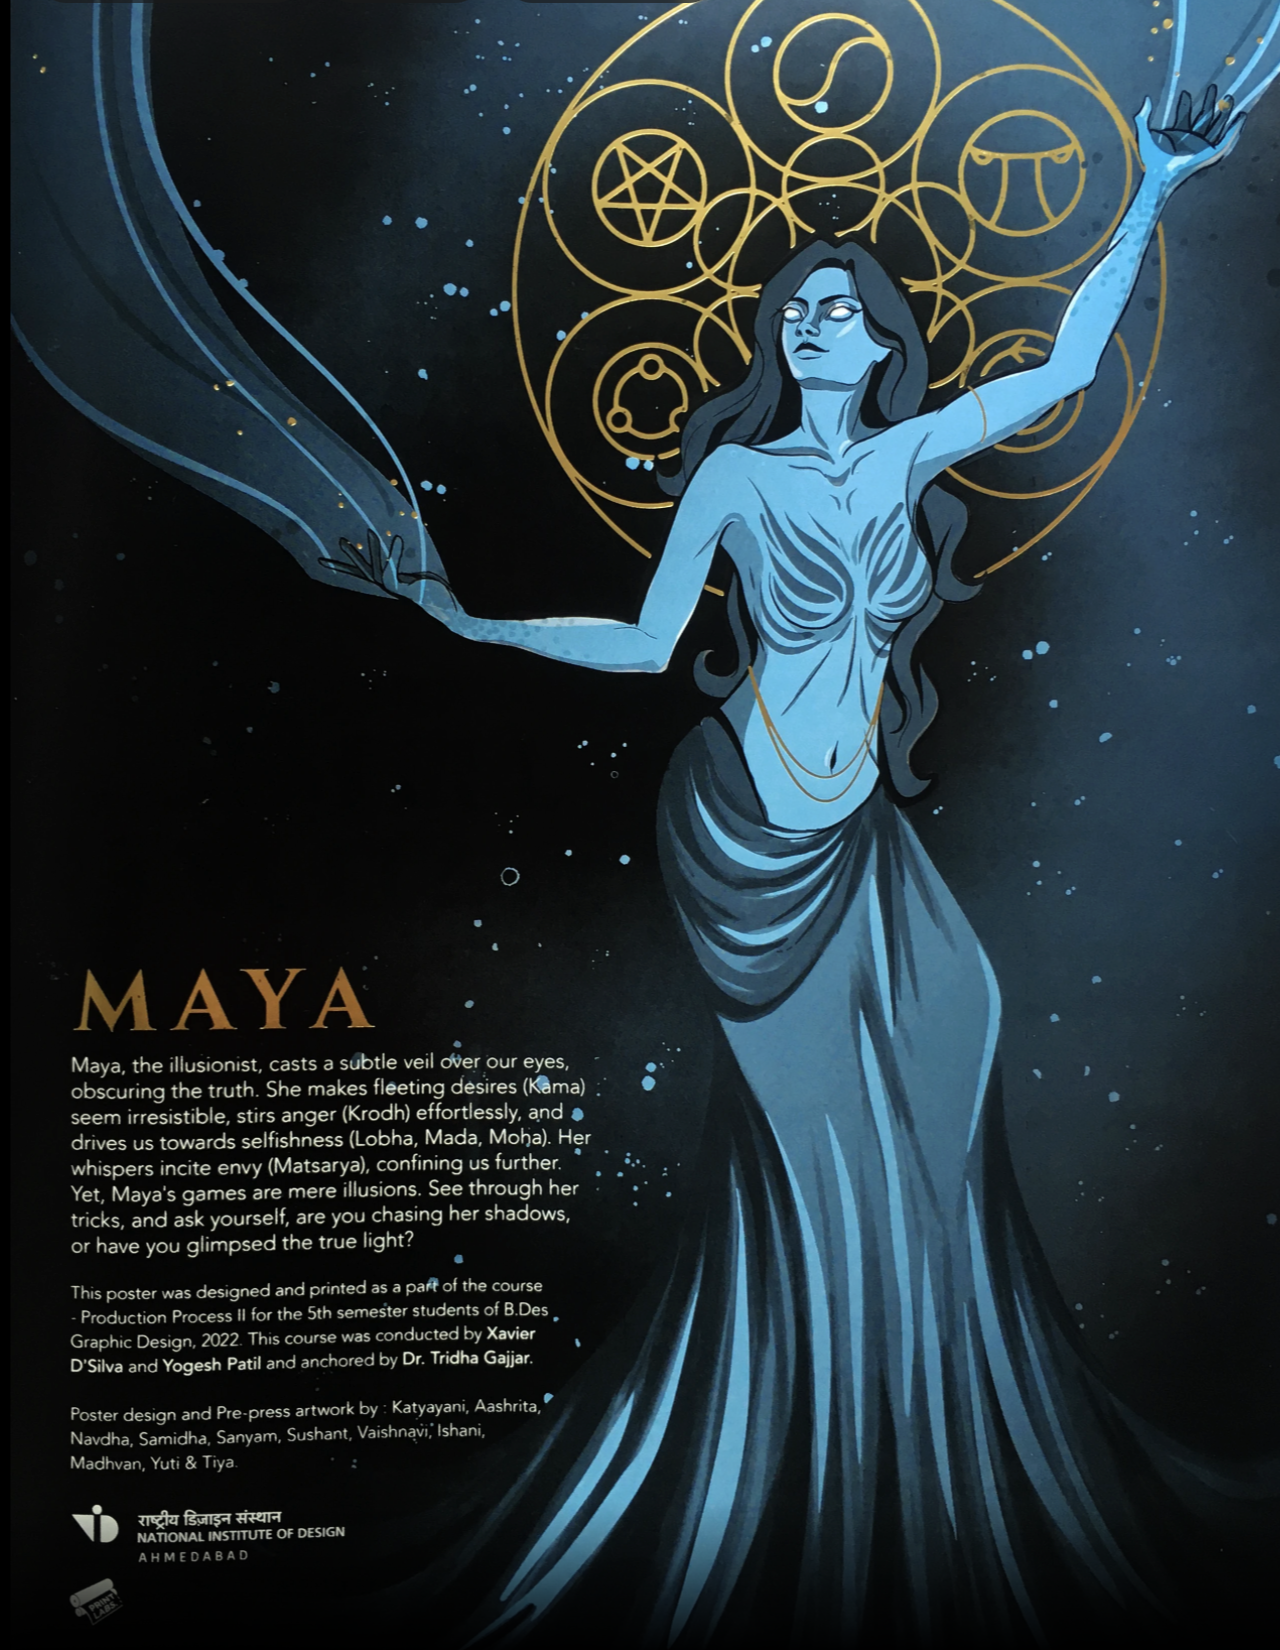 MAYA
Maya, the illusionist, casts a subtle veil over our eyes,
obscuring the truth. She makes fleeting desires (Kama)
seem irresistible, stirs anger (Krodh) effortlessly, and
drives us towards selfishness (Lobha, Mada, Moha). Her
whispers incite envy (Matsarya), confining us further.
Yet, Maya's games are mere illusions. See through her
tricks, and ask yourself, are you chasing her shadows,
or have you glimpsed the true light?
This poster was designed and printed as a part of the course
- Production Process II for the 5th semester students of B.Des
Graphic Design, 2022. This course was conducted by Xavier
D'Silva and Yogesh Patil and anchored by Dr. Tridha Gajjar.
Poster design and Pre-press artwork by : Katyayani, Aashrita,
Navdha, Samidha, Sanyam, Sushant, Vaishnavi, Ishani,
Madhvan, Yuti & Tiya.
राष्ट्रीय डिज़ाइन संस्थान
NATIONAL INSTITUTE OF DESIGN
AHMEDABAD
PRINT
LABS